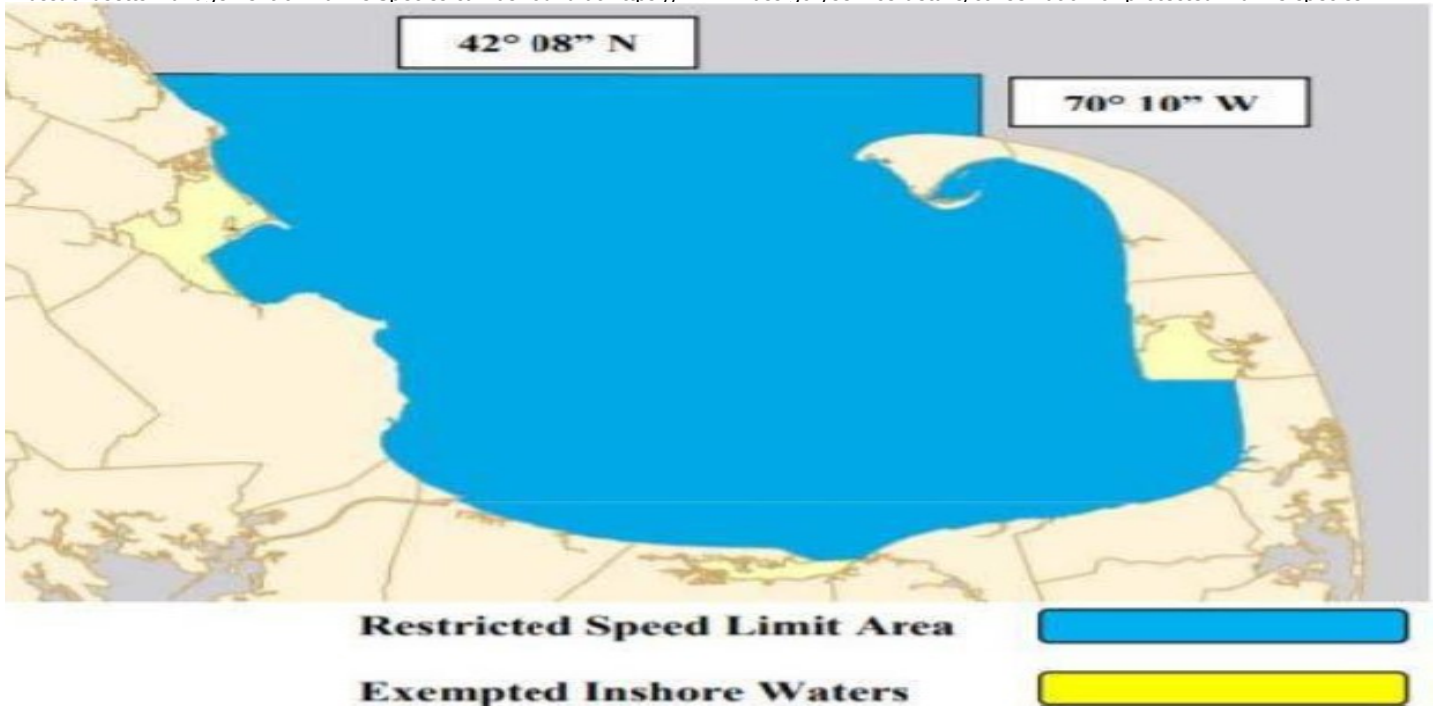 42° 08” N
70° 10” W
Restricted Speed Limit Area
Exempted Inshore Waters